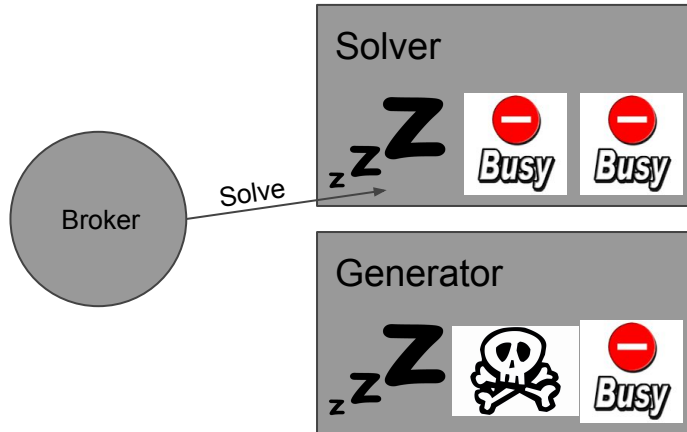 Solver
z z Z
Busy
Busy
Solve
Broker
Generator
z z Z
Busy